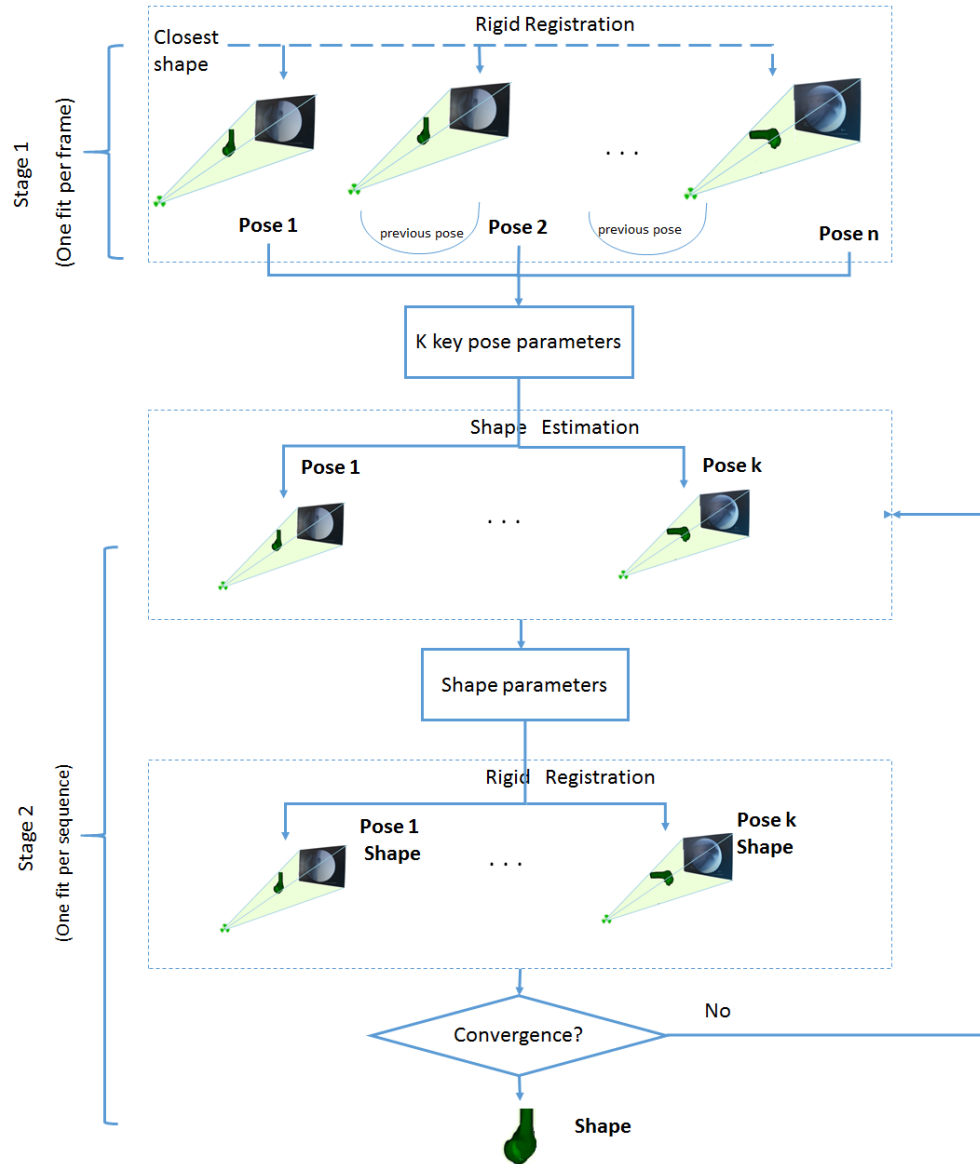 Rigid Registration
Closest
shape
Stage 1
(One fit per frame)
. . .
Pose 1
previous pose
Pose 2
previous pose
Pose n
K key pose parameters
Shape Estimation
Pose 1
Pose k
. . .
Shape parameters
Stage 2
(One fit per sequence)
Rigid Registration
Pose 1
Shape
Pose k
Shape
. . .
Convergence?
No
Shape